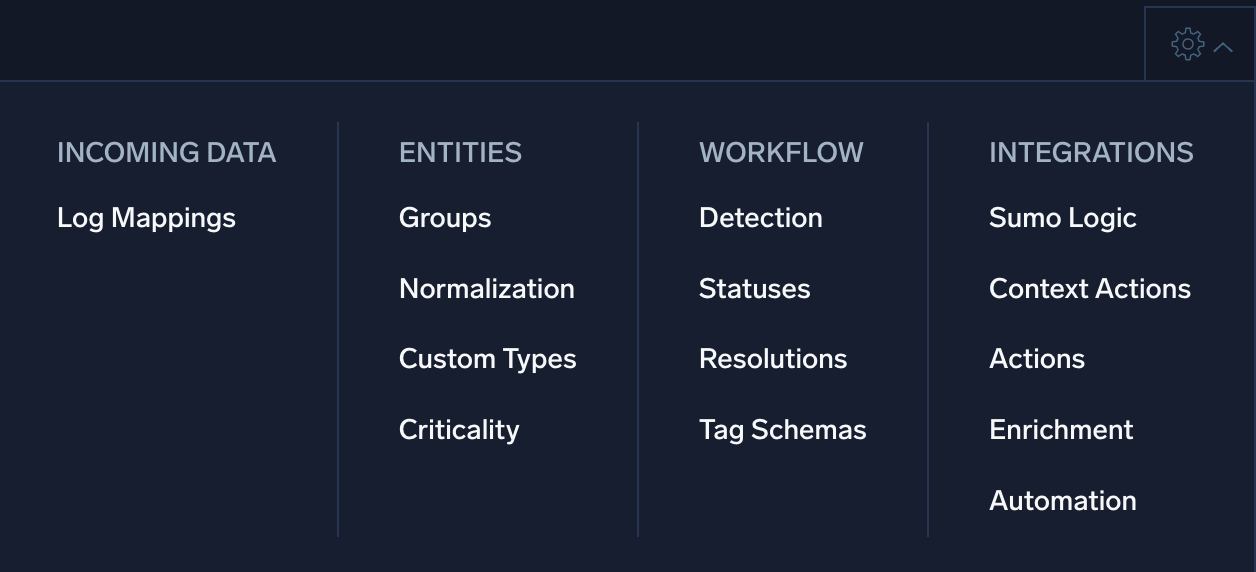 INCOMING DATA
Log Mappings
ENTITIES
Groups
Normalization
Custom Types
Criticality
WORKFLOW
Detection
Statuses
Resolutions
Tag Schemas
INTEGRATIONS
Sumo Logic
Context Actions
Actions
Enrichment
Automation